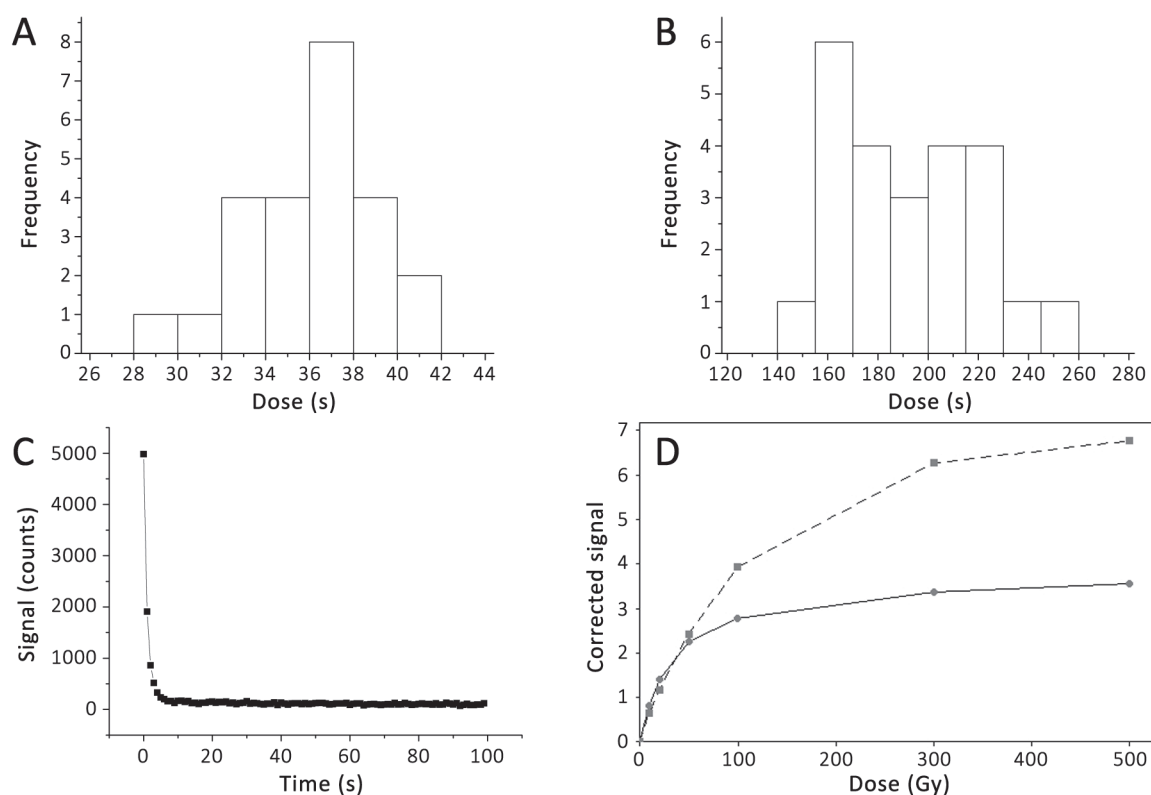 A
Frequency
8
7
6
5
4
3
2
1
0
26 28 30 32 34 36 38 40 42 44
Dose (s)
B
Frequency
6
5
4
3
2
1
0
120 140 160 180 200 220 240 260 280
Dose (s)
C
Signal (counts)
5000
4000
3000
2000
1000
0
0 20 40 60 80 100
Time (s)
D
Corrected signal
7
6
5
4
3
2
1
0
0 100 200 300 400 500
Dose (Gy)